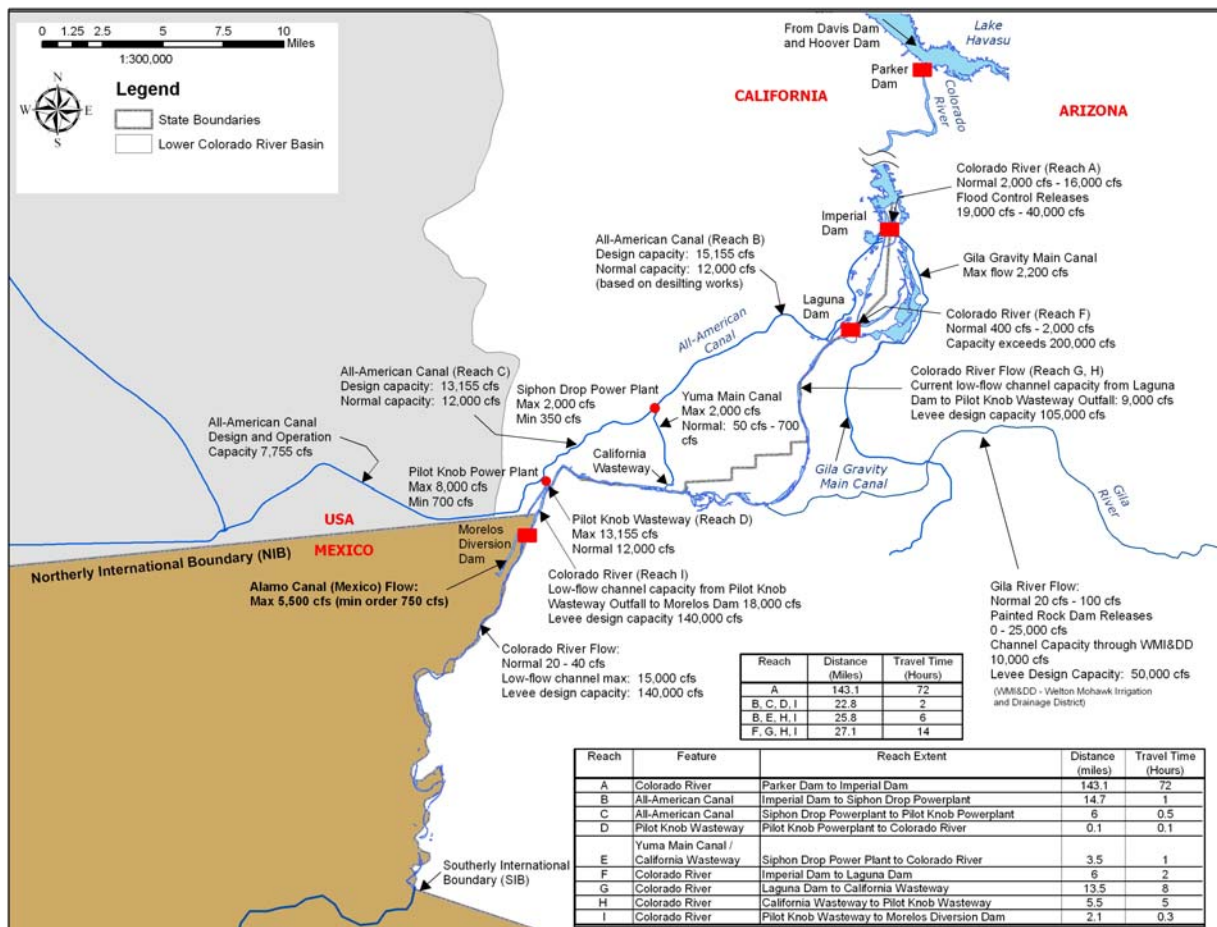 0 1.25 2.5 5 7.5 10
Miles
1:300,000
N
W E
S
Legend
State Boundaries
Lower Colorado River Basin
From Davis Dam
and Hoover Dam
Lake
Havasu
Parker
Dam
Colorado
River
CALIFORNIA
ARIZONA
Colorado River (Reach A)
Normal 2,000 cfs - 16,000 cfs
Flood Control Releases
19,000 cfs - 40,000 cfs
Imperial
Dam
All-American Canal (Reach B)
Design capacity: 15,155 cfs
Normal capacity: 12,000 cfs
(based on desilting works)
Gila Gravity Main Canal
Max flow 2,200 cfs
Laguna
Dam
Colorado River (Reach F)
Normal 400 cfs - 2,000 cfs
Capacity exceeds 200,000 cfs
All-American
Canal
All-American Canal (Reach C)
Design capacity: 13,155 cfs
Normal capacity: 12,000 cfs
Siphon Drop Power Plant
Max 2,000 cfs
Min 350 cfs
Yuma Main Canal
Max 2,000 cfs
Normal: 50 cfs - 700
cfs
Colorado River Flow (Reach G, H)
Current low-flow channel capacity from Laguna
Dam to Pilot Knob Wasteway Outfall: 9,000 cfs
Levee design capacity 105,000 cfs
All-American Canal
Design and Operation
Capacity 7,755 cfs
California
Wasteway
Pilot Knob Power Plant
Max 8,000 cfs
Min 700 cfs
Gila Gravity
Main Canal
Gila
River
USA
MEXICO
Northerly International Boundary (NIB)
Morelos
Diversion
Dam
Pilot Knob Wasteway (Reach D)
Max 13,155 cfs
Normal 12,000 cfs
Alamo Canal (Mexico) Flow:
Max 5,500 cfs (min order 750 cfs)
Colorado River (Reach I)
Low-flow channel capacity from Pilot Knob
Wasteway Outfall to Morelos Dam 18,000 cfs
Levee design capacity 140,000 cfs
Gila River Flow:
Normal 20 cfs - 100 cfs
Painted Rock Dam Releases
0 - 25,000 cfs
Channel Capacity through WMI&DD
10,000 cfs
Levee Design Capacity: 50,000 cfs
(WMI&DD - Welton Mohawk Irrigation
and Drainage District)
Colorado River Flow:
Normal 20 - 40 cfs
Low-flow channel max: 15,000 cfs
Levee design capacity: 140,000 cfs
Reach Distance (Miles) Travel Time (Hours)
A 143.1 72
B, C, D, I 22.8 2
B, E, H, I 25.8 6
F, G, H, I 27.1 14
Reach Feature Reach Extent Distance (miles) Travel Time (Hours)
A Colorado River Parker Dam to Imperial Dam 143.1 72
B All-American Canal Imperial Dam to Siphon Drop Powerplant 14.7 1
C All-American Canal Siphon Drop Powerplant to Pilot Knob Powerplant 6 0.5
D Pilot Knob Wasteway Pilot Knob Powerplant to Colorado River 0.1 0.1
E Yuma Main Canal / California Wasteway Siphon Drop Power Plant to Colorado River 3.5 1
F Colorado River Imperial Dam to Laguna Dam 6 2
G Colorado River Laguna Dam to California Wasteway 13.5 8
H Colorado River California Wasteway to Pilot Knob Wasteway 5.5 5
I Colorado River Pilot Knob Wasteway to Morelos Diversion Dam 2.1 0.3
Southerly International
Boundary (SIB)